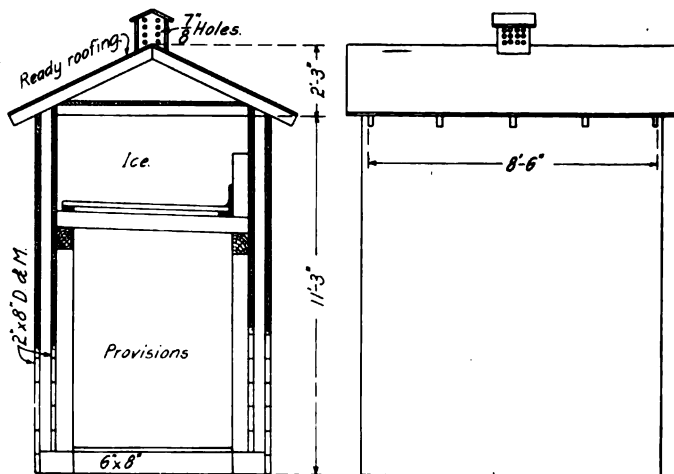 7/8" Holes.
Ready roofing.
2'-3"
Ice.
8'-6"
11'-3"
2"x8" D & M.
Provisions
6"x8"